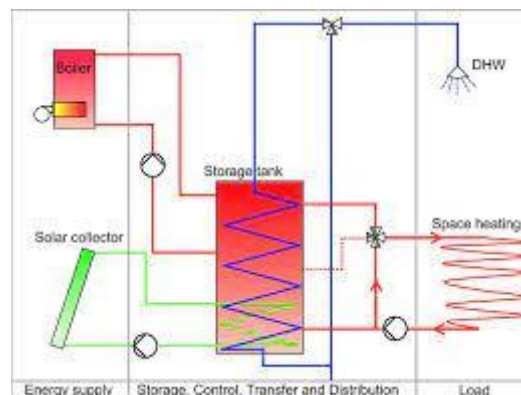 Boiler
DHW
Storage tank
Solar collector
Space heating
Energy supply
Storage, Control, Transfer and Distribution
Load